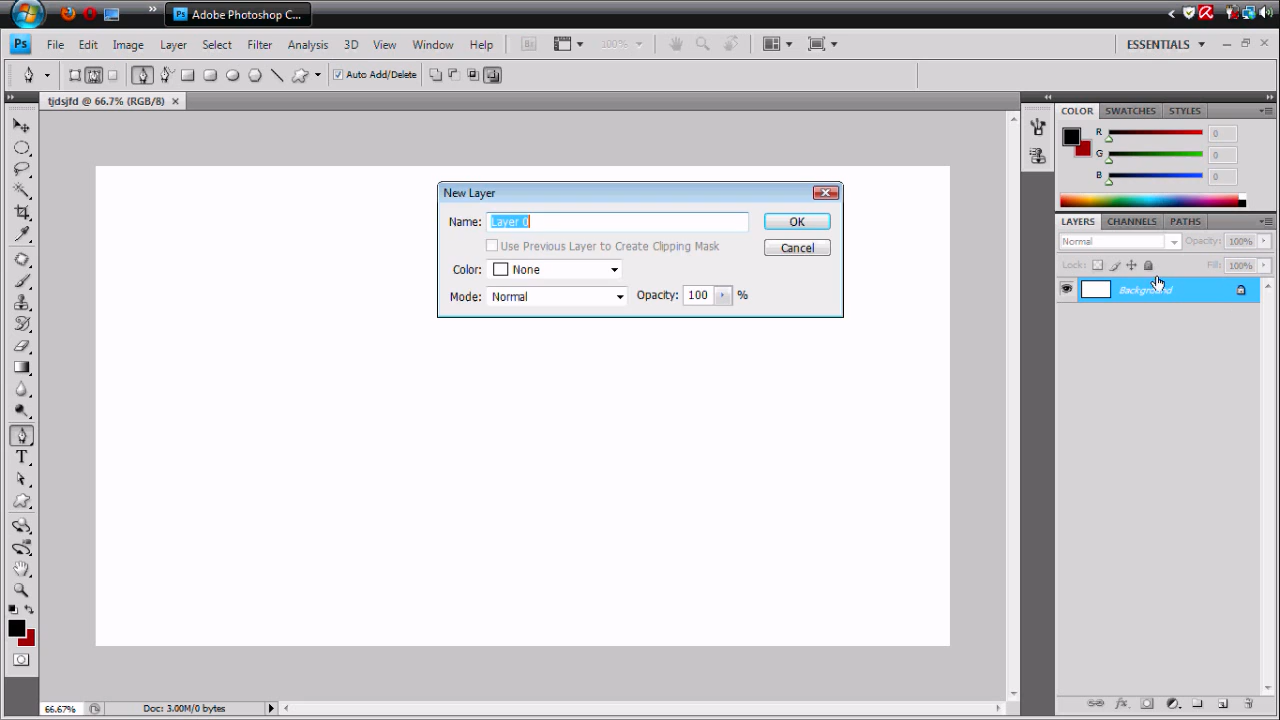 Adobe Photoshop C...
Ps File Edit Image Layer Select Filter Analysis 3D View Window Help Br 100% ESSENTIALS
Auto Add/Delete
tjdsjfd @ 66.7% (RGB/8)
COLOR SWATCHES STYLES
R 0
G 0
B 0
New Layer
Name: Layer 0 OK
Use Previous Layer to Create Clipping Mask Cancel
Color: None
Mode: Normal Opacity: 100 %
LAYERS CHANNELS PATHS
Normal Opacity: 100%
Lock: Fill: 100%
Background
T
66.67% Doc: 3.00M/0 bytes